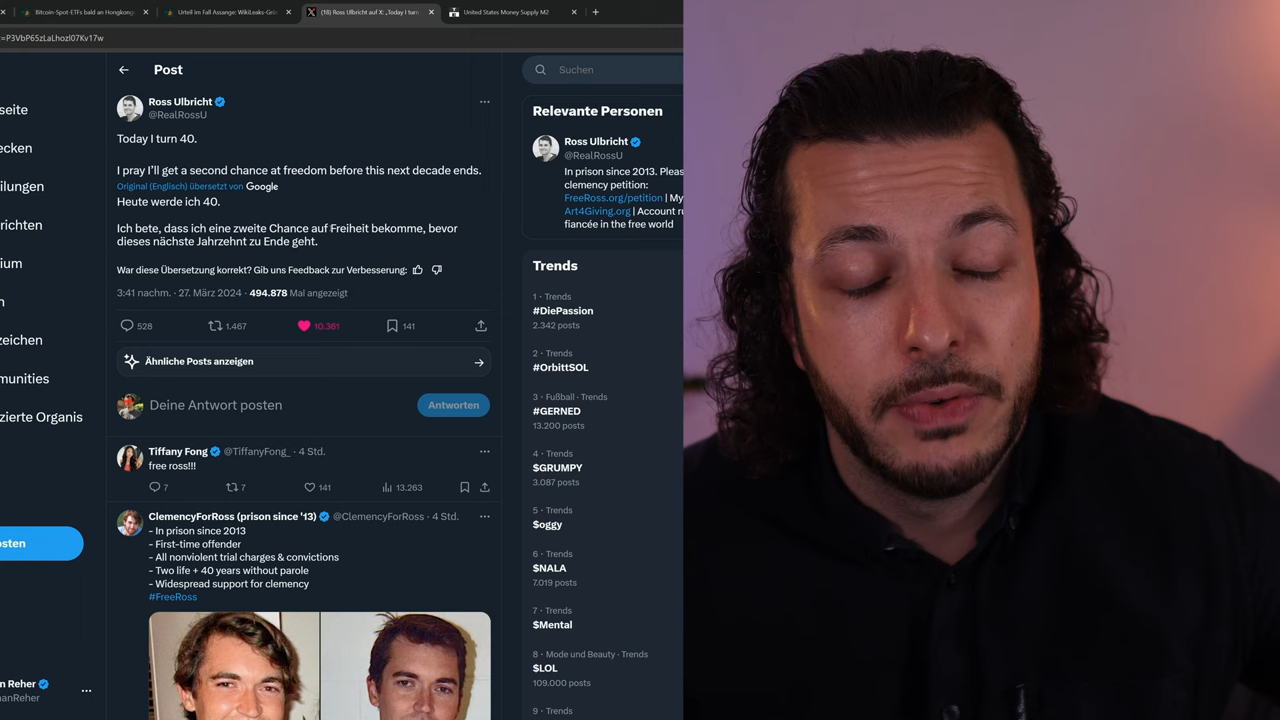 Bitcoin-Spot-ETFs bald an Hongkong
Urteil im Fall Assange: WikiLeaks-Grü
(18) Ross Ulbricht auf X: „Today I turn
United States Money Supply M2
=P3VbP65zLaLhozl07Kv17w
Post
Suchen
seite
ecken
eilungen
richten
ium
n
zeichen
munities
fizierte Organis
osten
n Reher
hanReher
Ross Ulbricht
@RealRossU
Today I turn 40.
I pray I'll get a second chance at freedom before this next decade ends.
Original (Englisch) übersetzt von Google
Heute werde ich 40.
Ich bete, dass ich eine zweite Chance auf Freiheit bekomme, bevor
dieses nächste Jahrzehnt zu Ende geht.
War diese Übersetzung korrekt? Gib uns Feedback zur Verbesserung:
3:41 nachm. · 27. März 2024 · 494.878 Mal angezeigt
528 1.467 10.361 141
Ähnliche Posts anzeigen
Deine Antwort posten
Antworten
Tiffany Fong @TiffanyFong_ · 4 Std.
free ross!!!
7 7 141 13.263
ClemencyForRoss (prison since '13) @ClemencyForRoss · 4 Std.
- In prison since 2013
- First-time offender
- All nonviolent trial charges & convictions
- Two life + 40 years without parole
- Widespread support for clemency
#FreeRoss
Relevante Personen
Ross Ulbricht
@RealRossU
In prison since 2013. Pleas
clemency petition:
FreeRoss.org/petition | My
Art4Giving.org | Account ru
fiancée in the free world
Trends
1 · Trends
#DiePassion
2.342 posts
2 · Trends
#OrbittSOL
3 · Fußball · Trends
#GERNED
13.200 posts
4 · Trends
$GRUMPY
3.087 posts
5 · Trends
$oggy
6 · Trends
$NALA
7.019 posts
7 · Trends
$Mental
8 · Mode und Beauty · Trends
$LOL
109.000 posts
9 · Trends